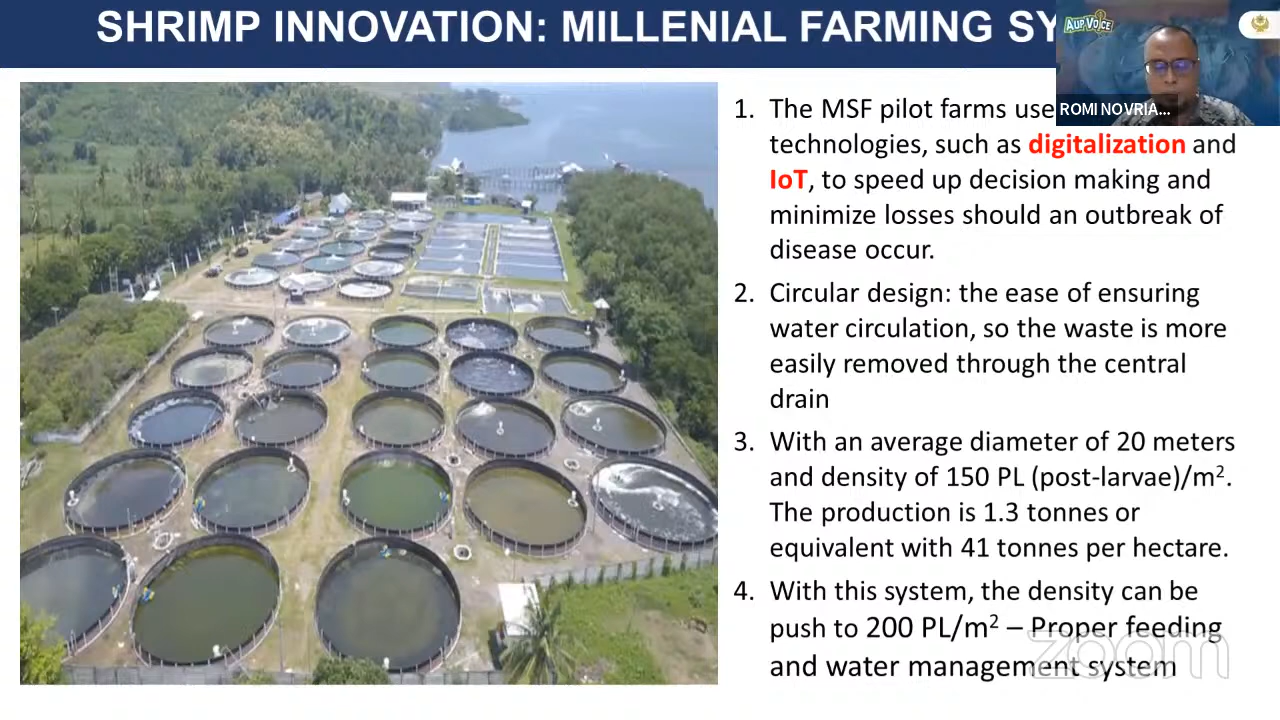 SHRIMP INNOVATION: MILLENIAL FARMING SY
AUP VOICE
ROMI NOVRIA...
1. The MSF pilot farms use
technologies, such as digitalization and
IoT, to speed up decision making and
minimize losses should an outbreak of
disease occur.
2. Circular design: the ease of ensuring
water circulation, so the waste is more
easily removed through the central
drain
3. With an average diameter of 20 meters
and density of 150 PL (post-larvae)/m².
The production is 1.3 tonnes or
equivalent with 41 tonnes per hectare.
4. With this system, the density can be
push to 200 PL/m² – Proper feeding
and water management system
zoom